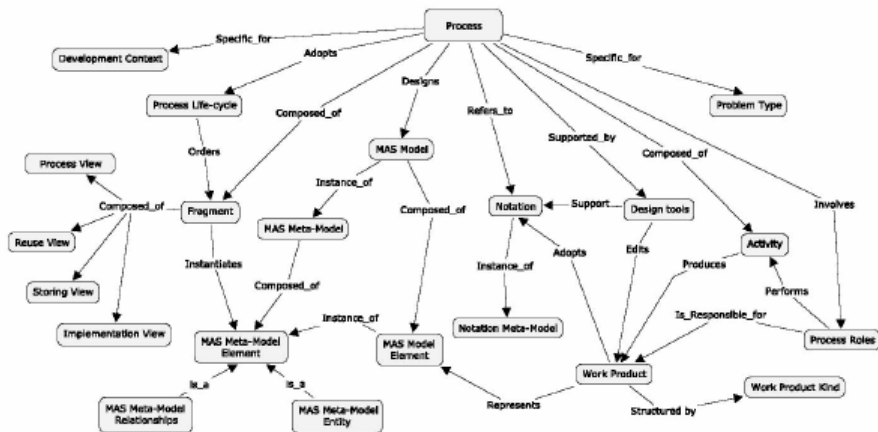 Process
Specific_for
Specific_for
Adopts
Development Context
Designs
Process Life-cycle
Problem Type
Composed_of
Refers_to
Supported_by
MAS Model
Orders
Composed_of
Process View
Instance_of
Composed_of
Fragment
Composed_of
Notation
Support
Design tools
Involves
MAS Meta-Model
Reuse View
Activity
Adopts
Edits
Instantiates
Produces
Instance_of
Composed_of
Storing View
Performs
Instance_of
Is_Responsible_for
Implementation View
Notation Meta-Model
MAS Meta-Model
Element
MAS Model
Element
Process Roles
Work Product
Is_a
Is_a
Work Product Kind
Represents
MAS Meta-Model
Relationships
MAS Meta-Model
Entity
Structured by